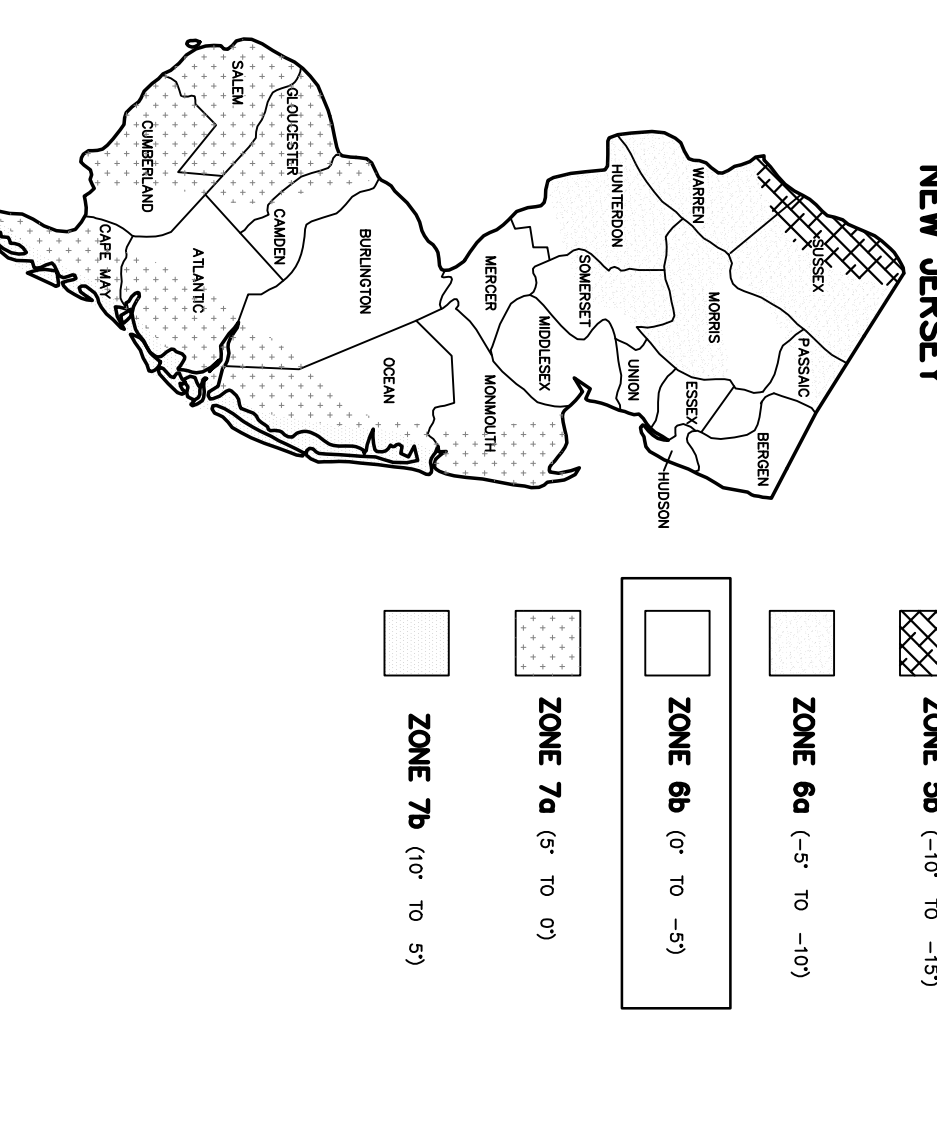 NEW JERSEY
SUSSEX
PASSAIC
BERGEN
WARREN
MORRIS
ESSEX
HUDSON
UNION
HUNTERDON
SOMERSET
MIDDLESEX
MERCER
MONMOUTH
OCEAN
BURLINGTON
CAMDEN
GLOUCESTER
SALEM
ATLANTIC
CUMBERLAND
CAPE MAY
ZONE 5b (-10° TO -15°)
ZONE 6a (-5° TO -10°)
ZONE 6b (0° TO -5°)
ZONE 7a (5° TO 0°)
ZONE 7b (10° TO 5°)